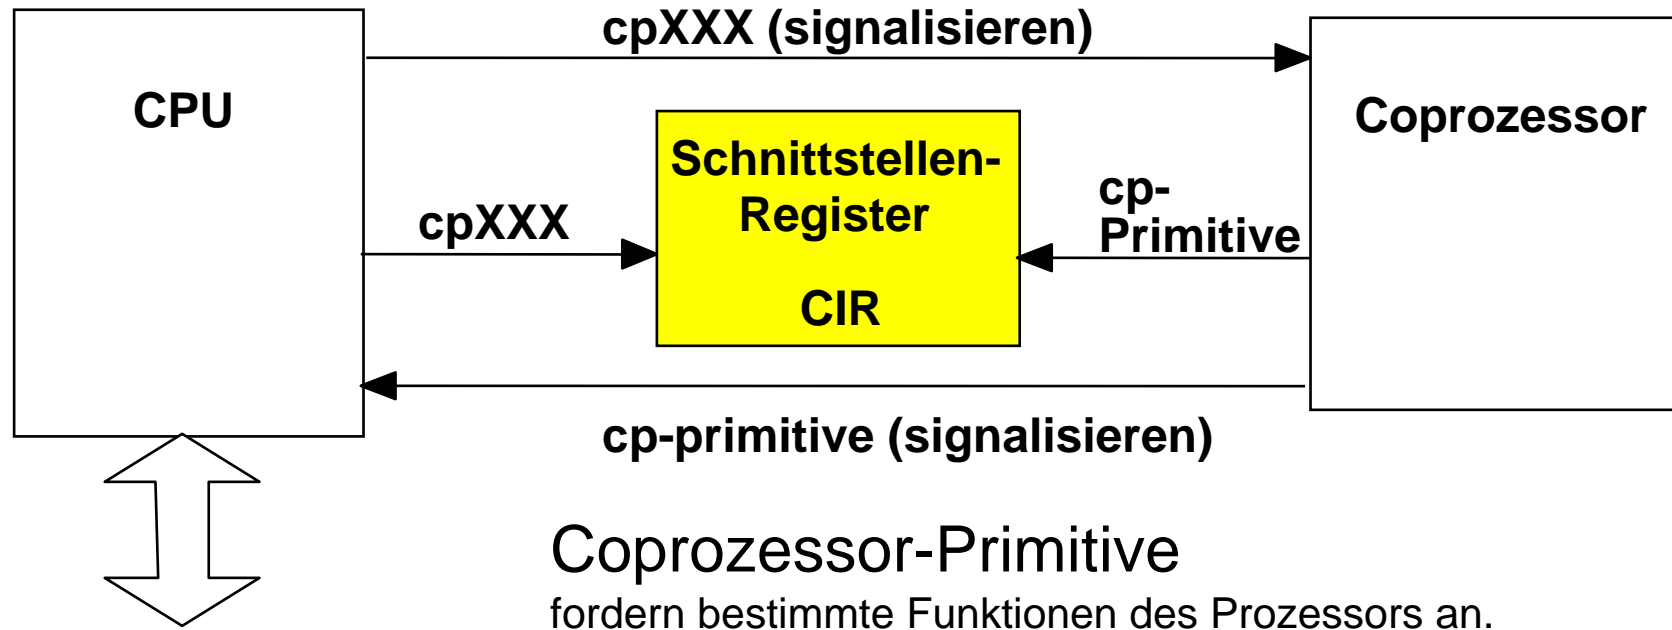 cpXXX (signalisieren)
CPU
Coprozessor
Schnittstellen-
Register
CIR
cpXXX
cp-
Primitive
cp-primitive (signalisieren)
Coprozessor-Primitive
fordern bestimmte Funktionen des Prozessors an.